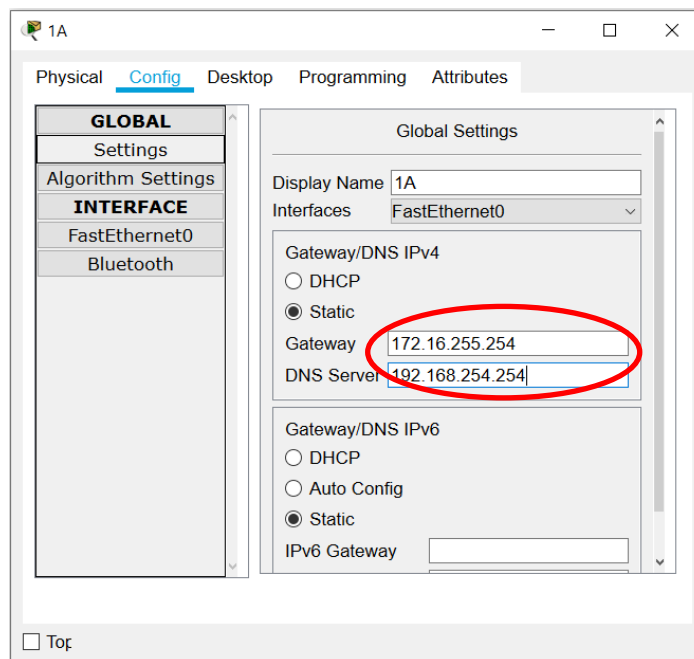 1A
Physical Config Desktop Programming Attributes
GLOBAL
Settings
Algorithm Settings
INTERFACE
FastEthernet0
Bluetooth
Global Settings
Display Name 1A
Interfaces FastEthernet0
Gateway/DNS IPv4
DHCP
Static
Gateway 172.16.255.254
DNS Server 192.168.254.254
Gateway/DNS IPv6
DHCP
Auto Config
Static
IPv6 Gateway
Top